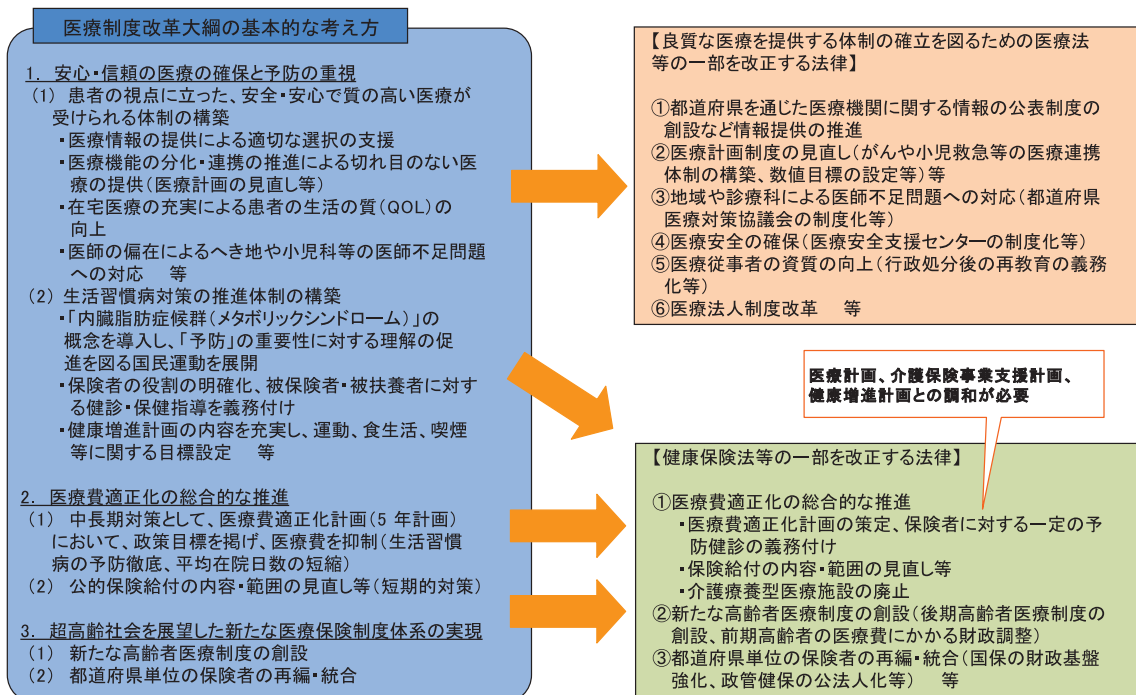 医療制度改革大綱の基本的な考え方
1. 安心・信頼の医療の確保と予防の重視
(1) 患者の視点に立った、安全・安心で質の高い医療が
受けられる体制の構築
・医療情報の提供による適切な選択の支援
・医療機能の分化・連携の推進による切れ目のない医
療の提供(医療計画の見直し等)
・在宅医療の充実による患者の生活の質(QOL)の
向上
・医師の偏在によるへき地や小児科等の医師不足問題
への対応 等
(2) 生活習慣病対策の推進体制の構築
・「内臓脂肪症候群(メタボリックシンドローム)」の
概念を導入し、「予防」の重要性に対する理解の促
進を図る国民運動を展開
・保険者の役割の明確化、被保険者・被扶養者に対す
る健診・保健指導を義務付け
・健康増進計画の内容を充実し、運動、食生活、喫煙
等に関する目標設定 等
2. 医療費適正化の総合的な推進
(1) 中長期対策として、医療費適正化計画(5 年計画)
において、政策目標を掲げ、医療費を抑制(生活習慣
病の予防徹底、平均在院日数の短縮)
(2) 公的保険給付の内容・範囲の見直し等(短期的対策)
3. 超高齢社会を展望した新たな医療保険制度体系の実現
(1) 新たな高齢者医療制度の創設
(2) 都道府県単位の保険者の再編・統合
【良質な医療を提供する体制の確立を図るための医療法
等の一部を改正する法律】
①都道府県を通じた医療機関に関する情報の公表制度の
創設など情報提供の推進
②医療計画制度の見直し(がんや小児救急等の医療連携
体制の構築、数値目標の設定等)等
③地域や診療科による医師不足問題への対応(都道府県
医療対策協議会の制度化等)
④医療安全の確保(医療安全支援センターの制度化等)
⑤医療従事者の資質の向上(行政処分後の再教育の義務
化等)
⑥医療法人制度改革 等
医療計画、介護保険事業支援計画、
健康増進計画との調和が必要
【健康保険法等の一部を改正する法律】
①医療費適正化の総合的な推進
・医療費適正化計画の策定、保険者に対する一定の予
防健診の義務付け
・保険給付の内容・範囲の見直し等
・介護療養型医療施設の廃止
②新たな高齢者医療制度の創設(後期高齢者医療制度の
創設、前期高齢者の医療費にかかる財政調整)
③都道府県単位の保険者の再編・統合(国保の財政基盤
強化、政管健保の公法人化等) 等